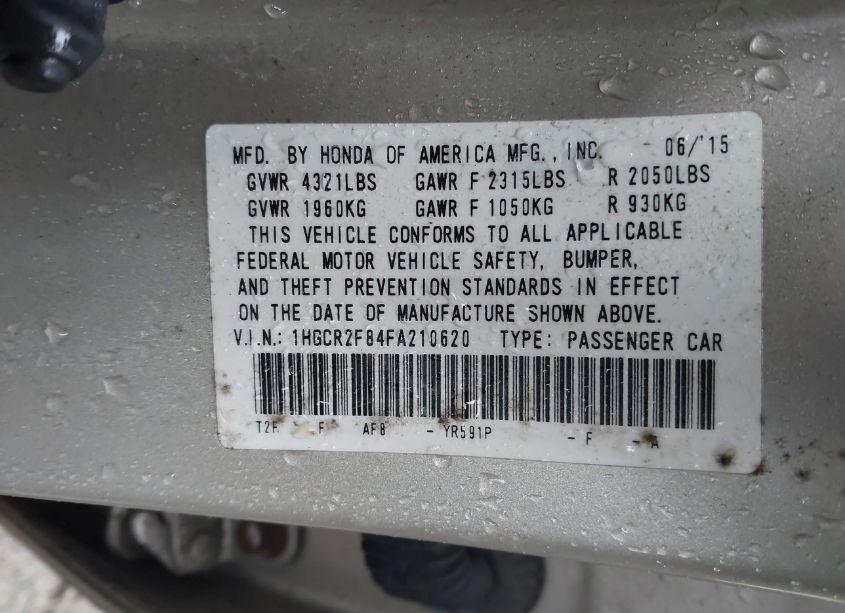 MFD. BY HONDA OF AMERICA MFG., INC. 06/'15
GVWR 4321LBS GAWR F 2315LBS R 2050LBS
GVWR 1960KG GAWR F 1050KG R 930KG
THIS VEHICLE CONFORMS TO ALL APPLICABLE
FEDERAL MOTOR VEHICLE SAFETY, BUMPER,
AND THEFT PREVENTION STANDARDS IN EFFECT
ON THE DATE OF MANUFACTURE SHOWN ABOVE.
V.I.N.: 1HGCR2F84FA210620 TYPE: PASSENGER CAR
AF8 - YR591P - F - A